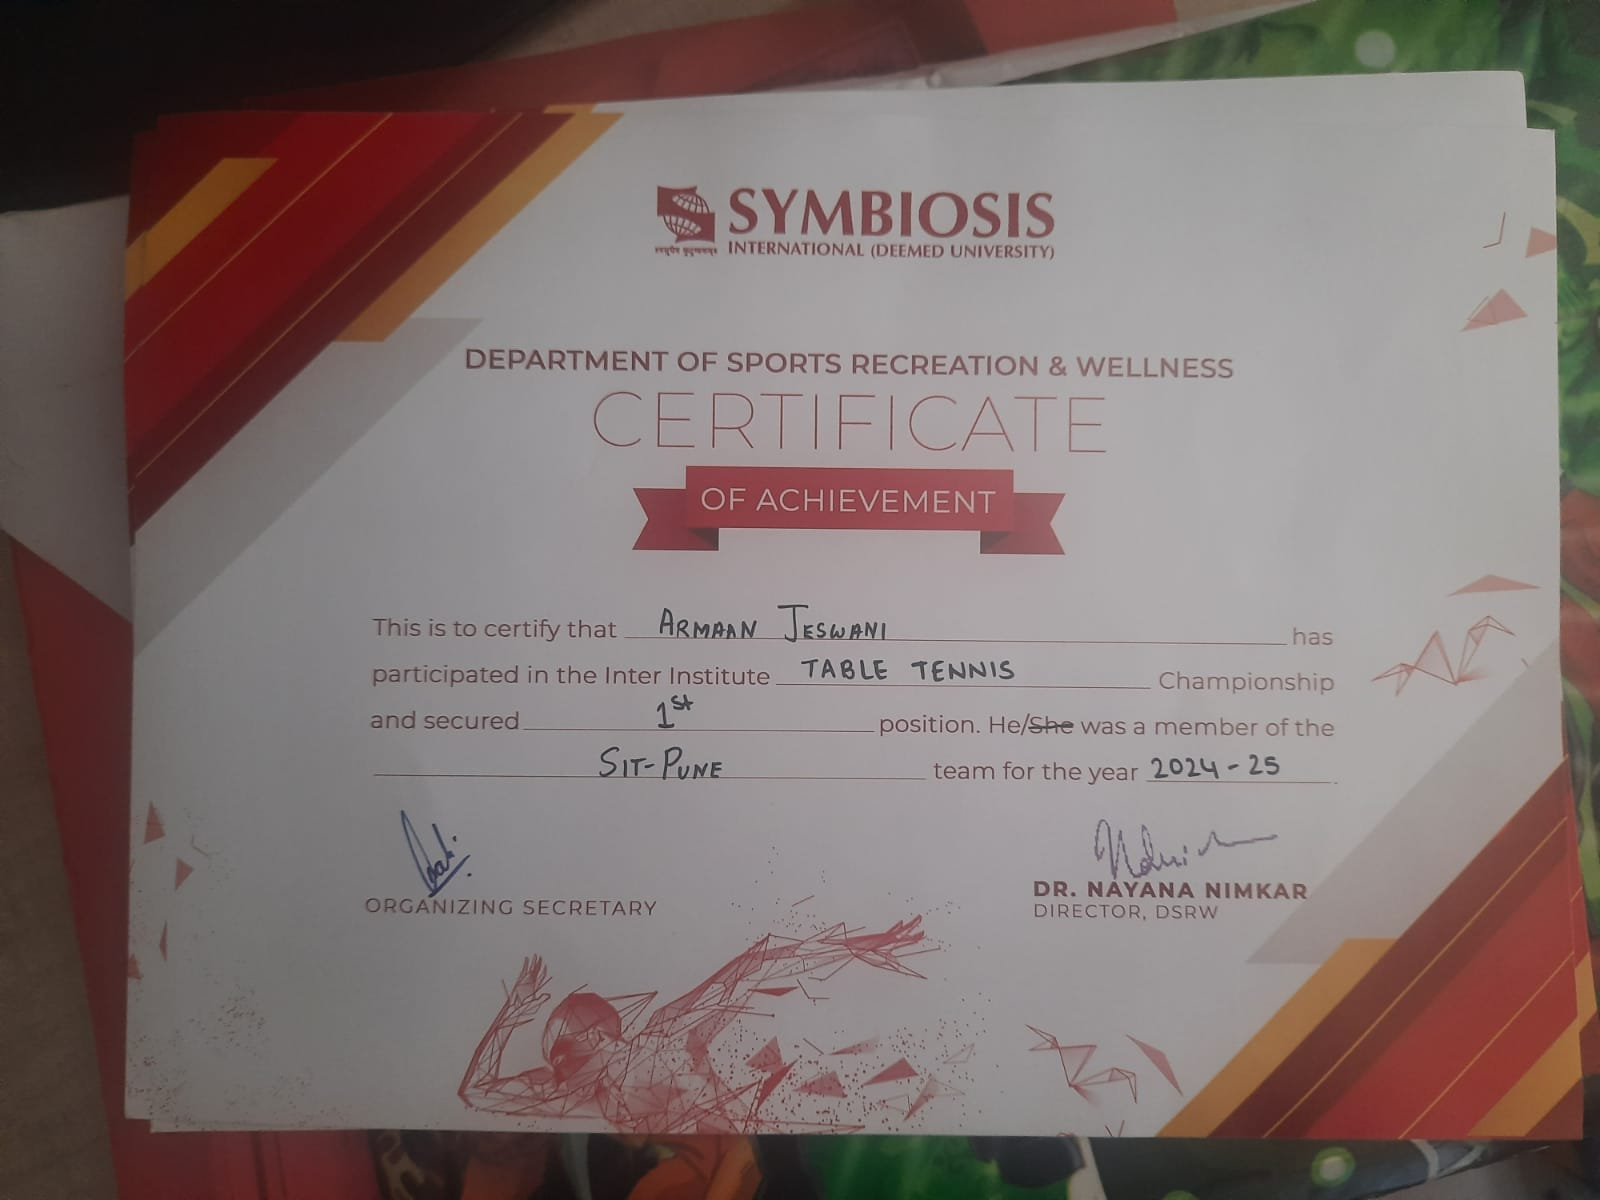 SYMBIOSIS
INTERNATIONAL (DEEMED UNIVERSITY)
DEPARTMENT OF SPORTS RECREATION & WELLNESS
CERTIFICATE
OF ACHIEVEMENT
This is to certify that ARMAAN JESWANI has
participated in the Inter Institute TABLE TENNIS Championship
and secured 1st position. He/She was a member of the
SIT-PUNE team for the year 2024-25.
ORGANIZING SECRETARY
DR. NAYANA NIMKAR
DIRECTOR, DSRW